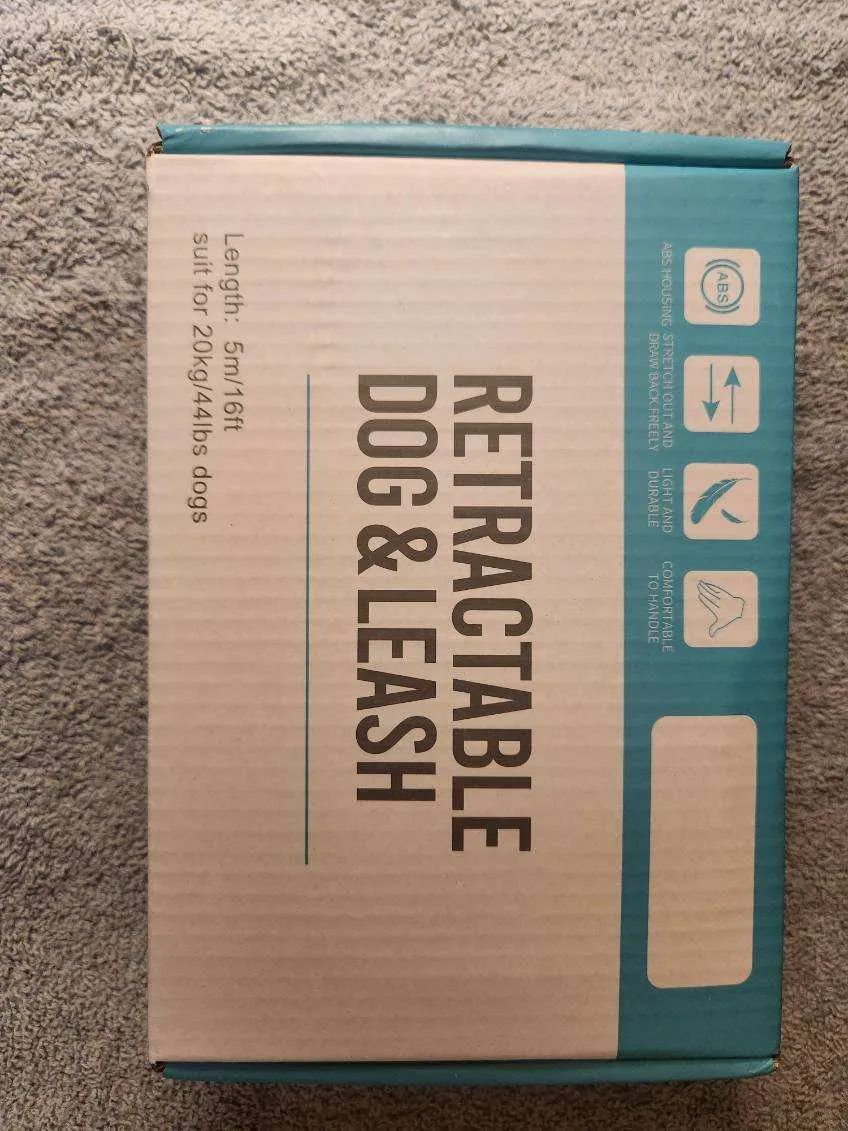 ABS
ABS HOUSING
STRETCH OUT AND
DRAW BACK FREELY
LIGHT AND
DURABLE
COMFORTABLE
TO HANDLE
RETRACTABLE
DOG & LEASH
Length: 5m/16ft
suit for 20kg/44lbs dogs